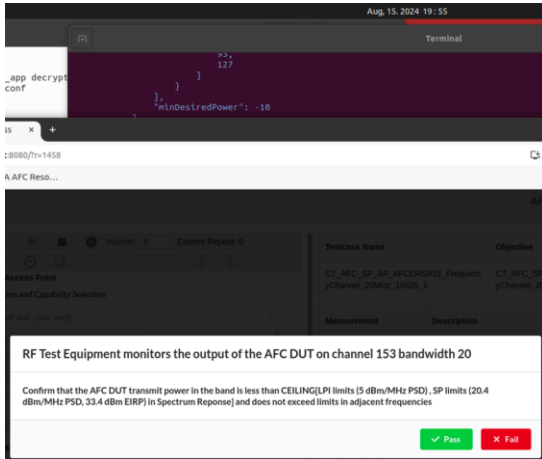 Aug, 15. 2024 19:55
Terminal
95,
127
]
}
],
"minDesiredPower": -10
_app decrypt
conf
ss × +
:8080/?r=1458
A AFC Reso...
Repeat: Current Repeat: 0
Testcase Name Objective
Access Point
ion and Capability Selection
CT_AFC_SP_AP_AFCDRSA31_Frequenc
yChannel_20MHz_10625_1
CT_AFC_SP
yChannel_20
Measurement Description
RF Test Equipment monitors the output of the AFC DUT on channel 153 bandwidth 20
Confirm that the AFC DUT transmit power in the band is less than CEILING[LPI limits (5 dBm/MHz PSD) , SP limits (20.4
dBm/MHz PSD, 33.4 dBm EIRP) in Spectrum Reponse] and does not exceed limits in adjacent frequencies
Pass
Fail